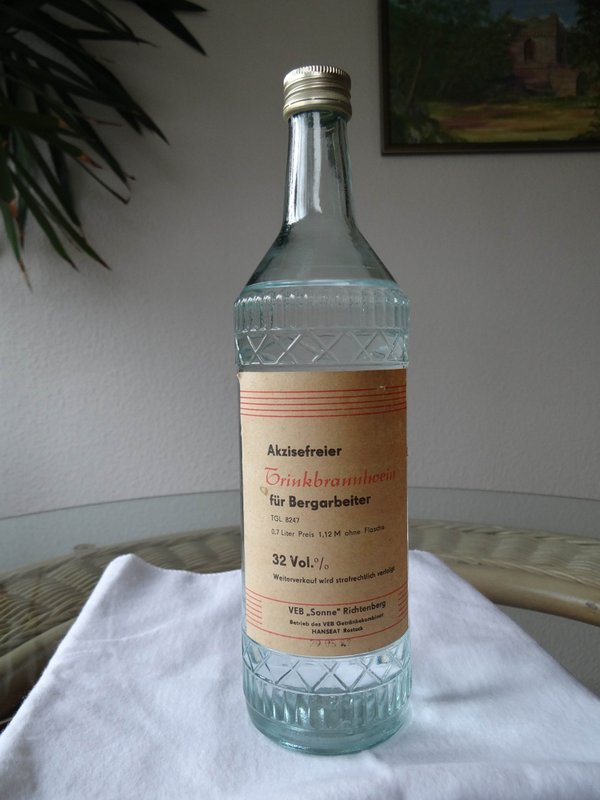 Akzisefreier
Trinkbranntwein
für Bergarbeiter
TGL 8247
0,7 Liter Preis 1,12 M ohne Flasche
32 Vol.%
Weiterverkauf wird strafrechtlich verfolgt
VEB „Sonne" Richtenberg
Betrieb des VEB Getränkekombinat
HANSEAT Rostock